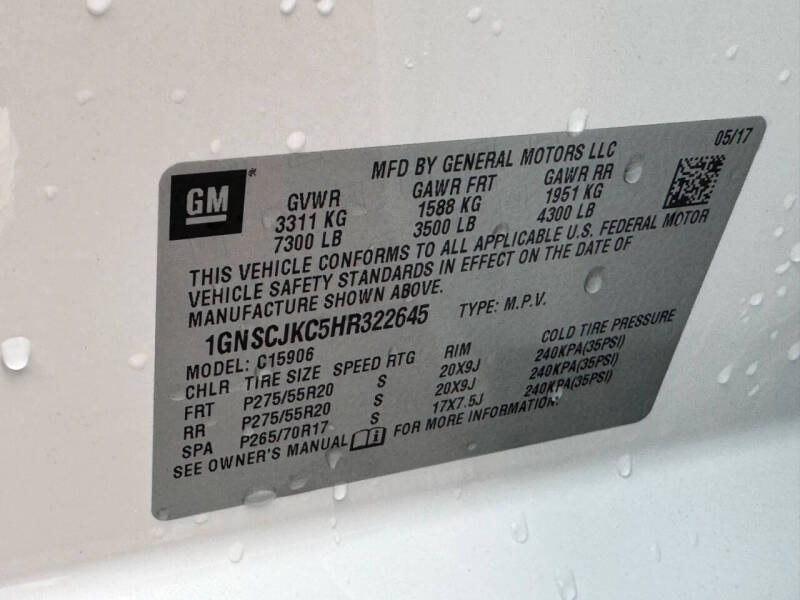 MFD BY GENERAL MOTORS LLC 05/17
GM®
GVWR GAWR FRT GAWR RR
3311 KG 1588 KG 1951 KG
7300 LB 3500 LB 4300 LB
THIS VEHICLE CONFORMS TO ALL APPLICABLE U.S. FEDERAL MOTOR
VEHICLE SAFETY STANDARDS IN EFFECT ON THE DATE OF
MANUFACTURE SHOWN ABOVE.
1GNSCJKC5HR322645 TYPE: M.P.V.
MODEL: C15906
CHLR TIRE SIZE SPEED RTG RIM COLD TIRE PRESSURE
FRT P275/55R20 S 20X9J 240KPA(35PSI)
RR P275/55R20 S 20X9J 240KPA(35PSI)
SPA P265/70R17 S 17X7.5J 240KPA(35PSI)
SEE OWNER'S MANUAL FOR MORE INFORMATION.